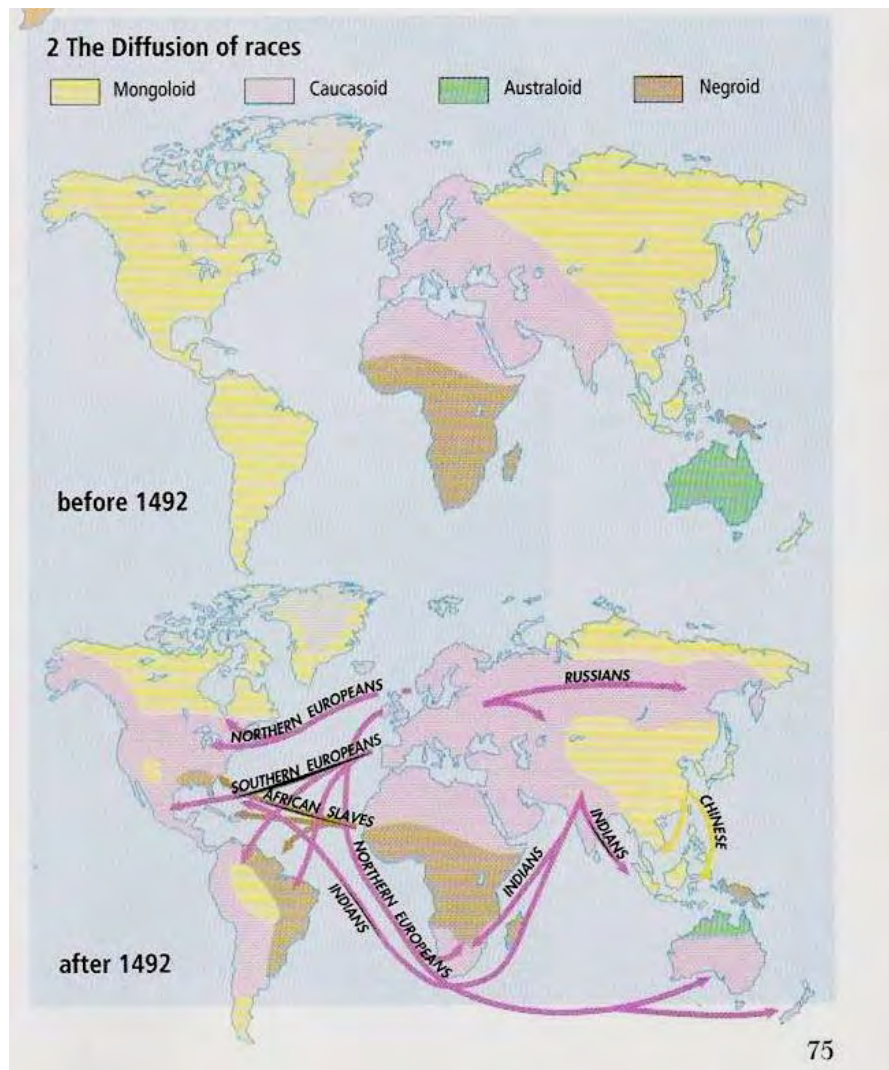 2 The Diffusion of races
Mongoloid
Caucasoid
Australoid
Negroid
before 1492
RUSSIANS
NORTHERN EUROPEANS
SOUTHERN EUROPEANS
AFRICAN SLAVES
CHINESE
INDIANS
INDIANS
NORTHERN EUROPEANS
INDIANS
after 1492
75